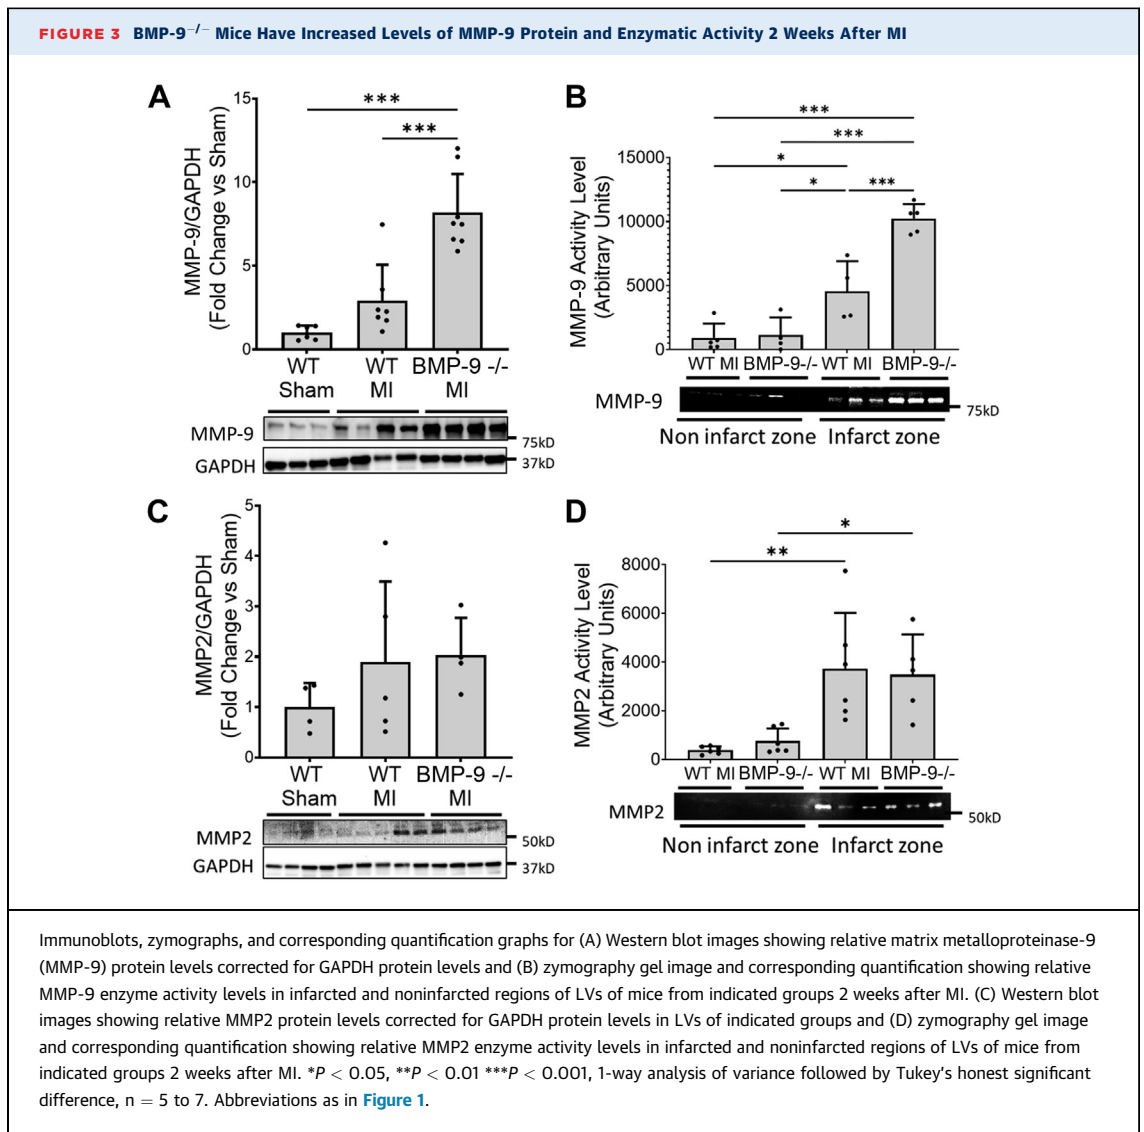 FIGURE 3 BMP-9−/− Mice Have Increased Levels of MMP-9 Protein and Enzymatic Activity 2 Weeks After MI
A
MMP-9/GAPDH
(Fold Change vs Sham)
15
10
5
0
***
***
WT
Sham
WT
MI
BMP-9 -/-
MI
MMP-9
75kD
GAPDH
37kD
B
MMP-9 Activity Level
(Arbitrary Units)
15000
10000
5000
0
***
***
*
*
***
WT MI
BMP-9-/-
WT MI
BMP-9-/-
MMP-9
75kD
Non infarct zone
Infarct zone
C
MMP2/GAPDH
(Fold Change vs Sham)
5
4
3
2
1
0
WT
Sham
WT
MI
BMP-9 -/-
MI
MMP2
50kD
GAPDH
37kD
D
MMP2 Activity Level
(Arbitrary Units)
8000
6000
4000
2000
0
*
**
WT MI
BMP-9-/-
WT MI
BMP-9-/-
MMP2
50kD
Non infarct zone
Infarct zone
Immunoblots, zymographs, and corresponding quantification graphs for (A) Western blot images showing relative matrix metalloproteinase-9
(MMP-9) protein levels corrected for GAPDH protein levels and (B) zymography gel image and corresponding quantification showing relative
MMP-9 enzyme activity levels in infarcted and noninfarcted regions of LVs of mice from indicated groups 2 weeks after MI. (C) Western blot
images showing relative MMP2 protein levels corrected for GAPDH protein levels in LVs of indicated groups and (D) zymography gel image
and corresponding quantification showing relative MMP2 enzyme activity levels in infarcted and noninfarcted regions of LVs of mice from
indicated groups 2 weeks after MI. *P < 0.05, **P < 0.01 ***P < 0.001, 1-way analysis of variance followed by Tukey's honest significant
difference, n = 5 to 7. Abbreviations as in Figure 1.